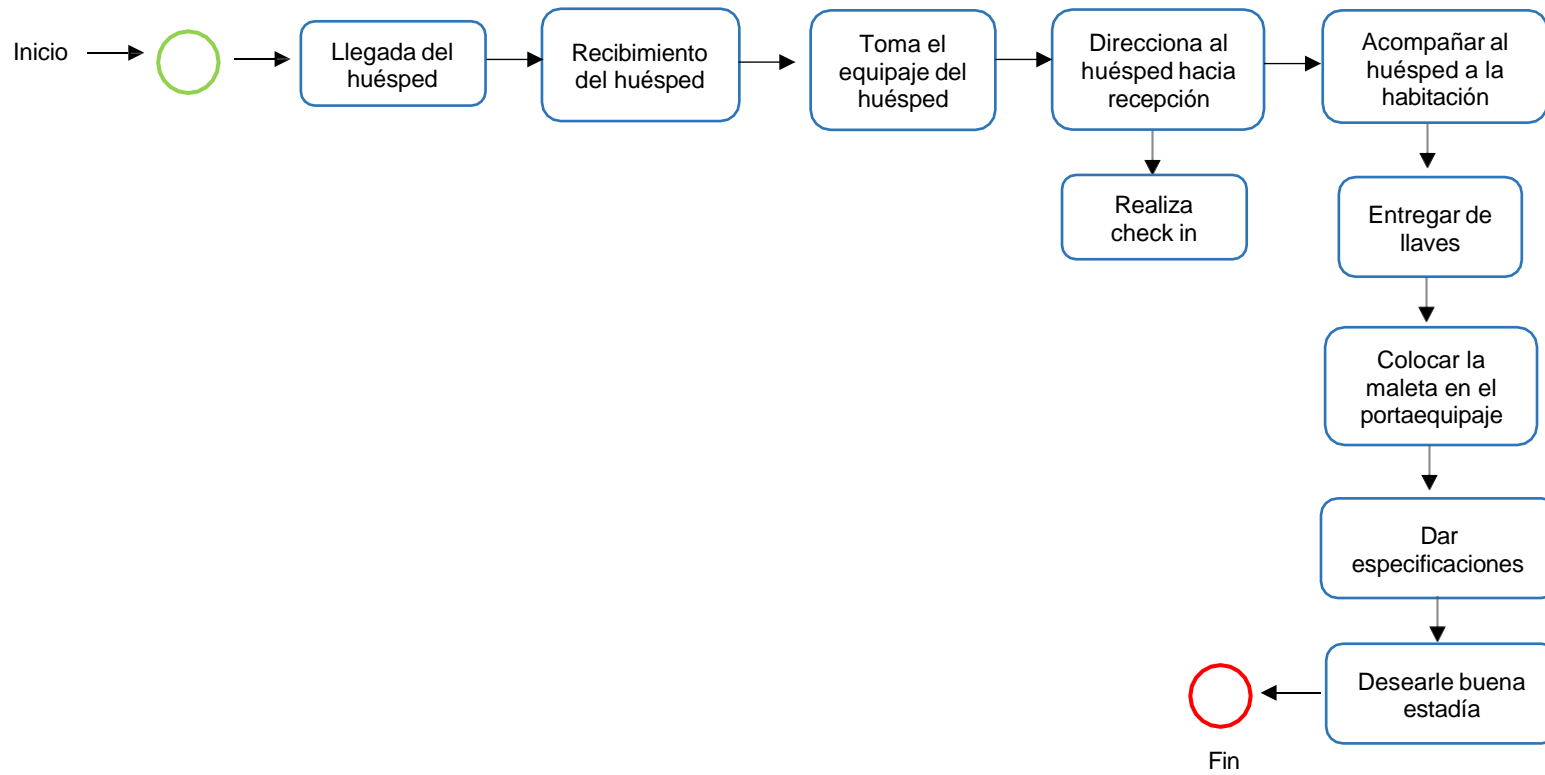 Inicio
Llegada del
huésped
Recibimiento
del huésped
Toma el
equipaje del
huésped
Direcciona al
huésped hacia
recepción
Acompañar al
huésped a la
habitación
Realiza
check in
Entregar de
llaves
Colocar la
maleta en el
portaequipaje
Dar
especificaciones
Desearle buena
estadía
Fin